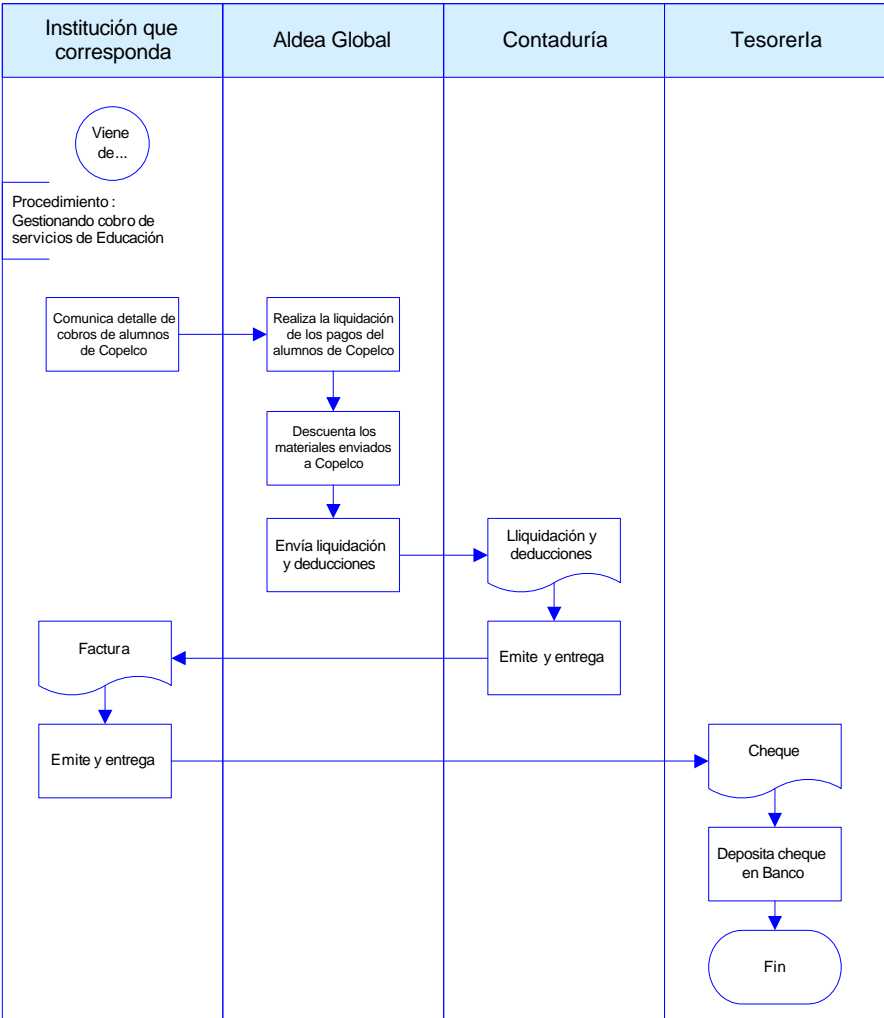 Institución que
corresponda
Aldea Global
Contaduría
Tesorerla
Viene
de...
Procedimiento :
Gestionando cobro de
servicios de Educación
Comunica detalle de
cobros de alumnos
de Copelco
Realiza la liquidación
de los pagos del
alumnos de Copelco
Descuenta los
materiales enviados
a Copelco
Envía liquidación
y deducciones
Lliquidación y
deducciones
Emite y entrega
Factura
Emite y entrega
Cheque
Deposita cheque
en Banco
Fin